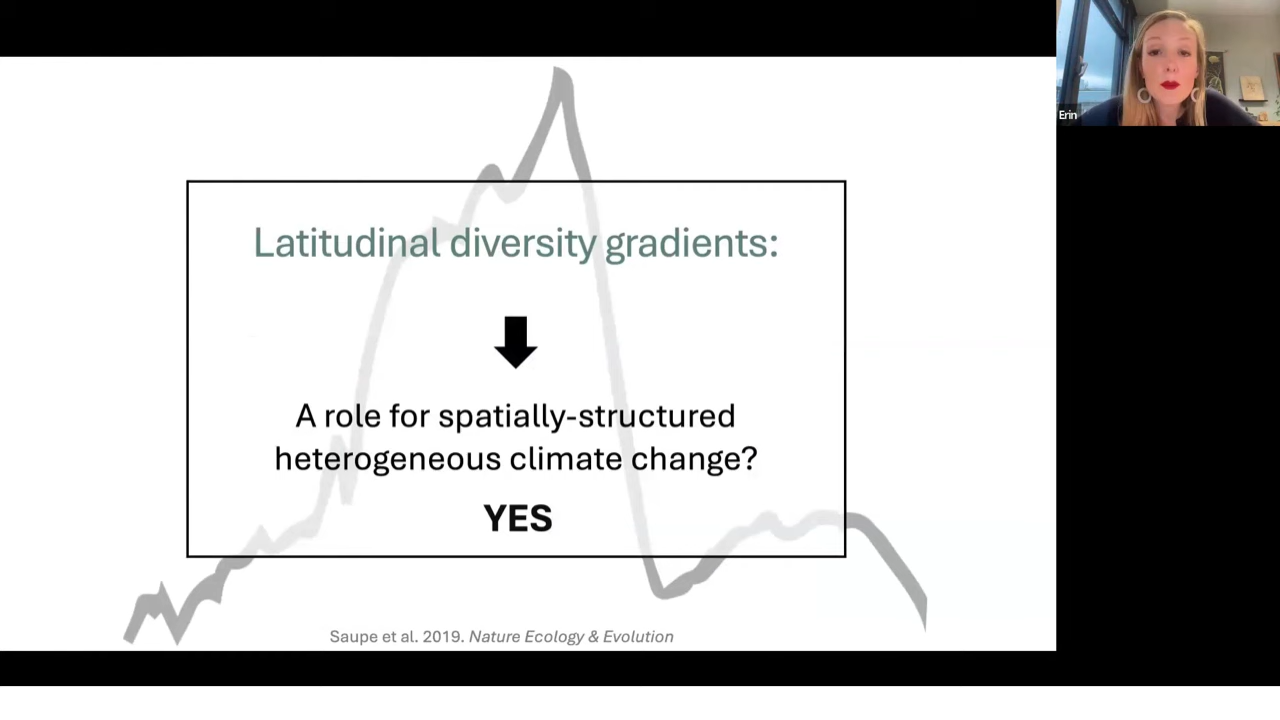 Latitudinal diversity gradients:
A role for spatially-structured
heterogeneous climate change?
YES
Saupe et al. 2019. Nature Ecology & Evolution
Erin